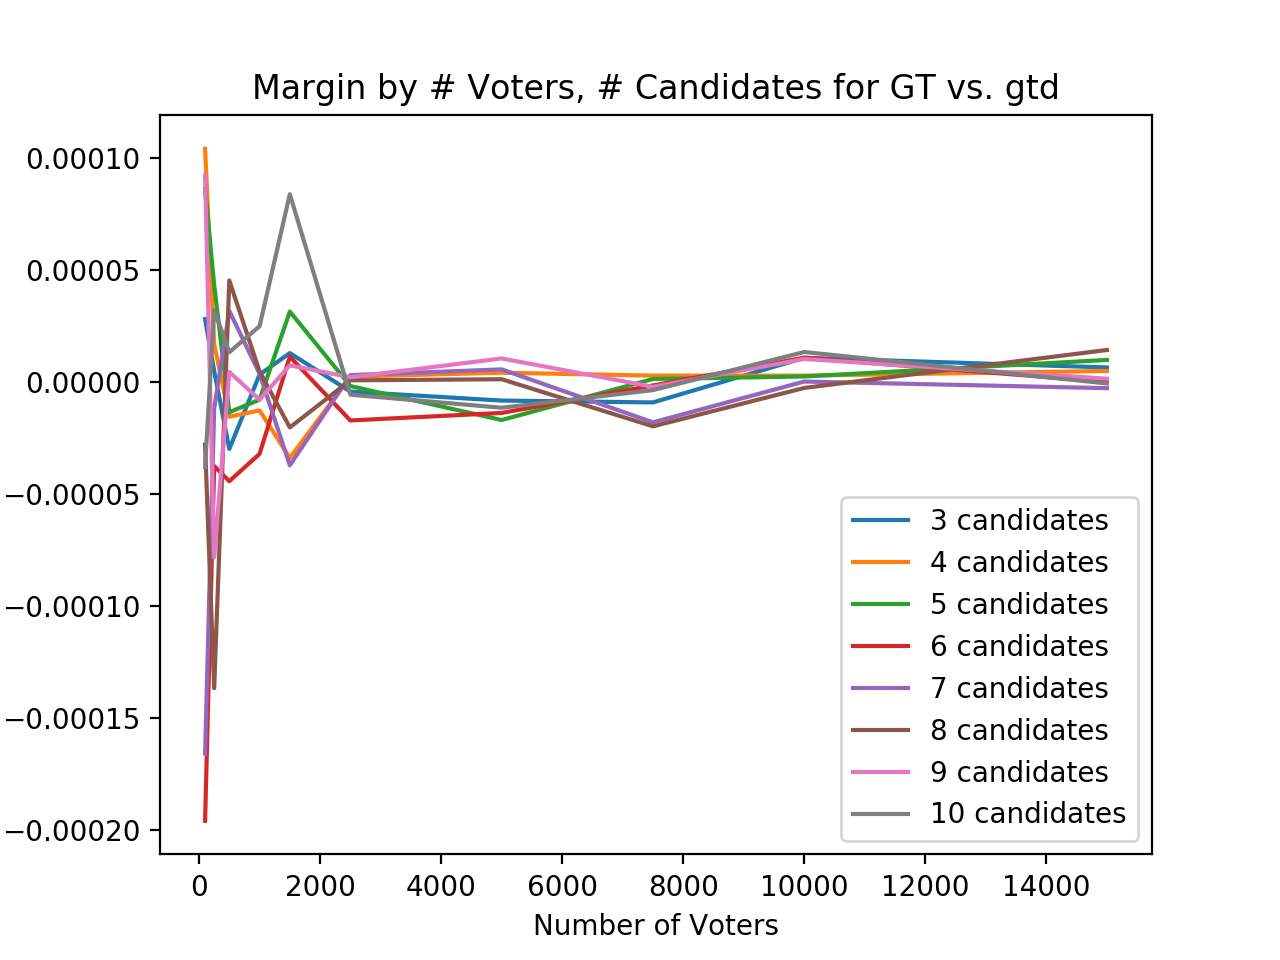 Margin by # Voters, # Candidates for GT vs. gtd
0.00010
0.00005
0.00000
−0.00005
−0.00010
−0.00015
−0.00020
3 candidates
4 candidates
5 candidates
6 candidates
7 candidates
8 candidates
9 candidates
10 candidates
0 2000 4000 6000 8000 10000 12000 14000
Number of Voters